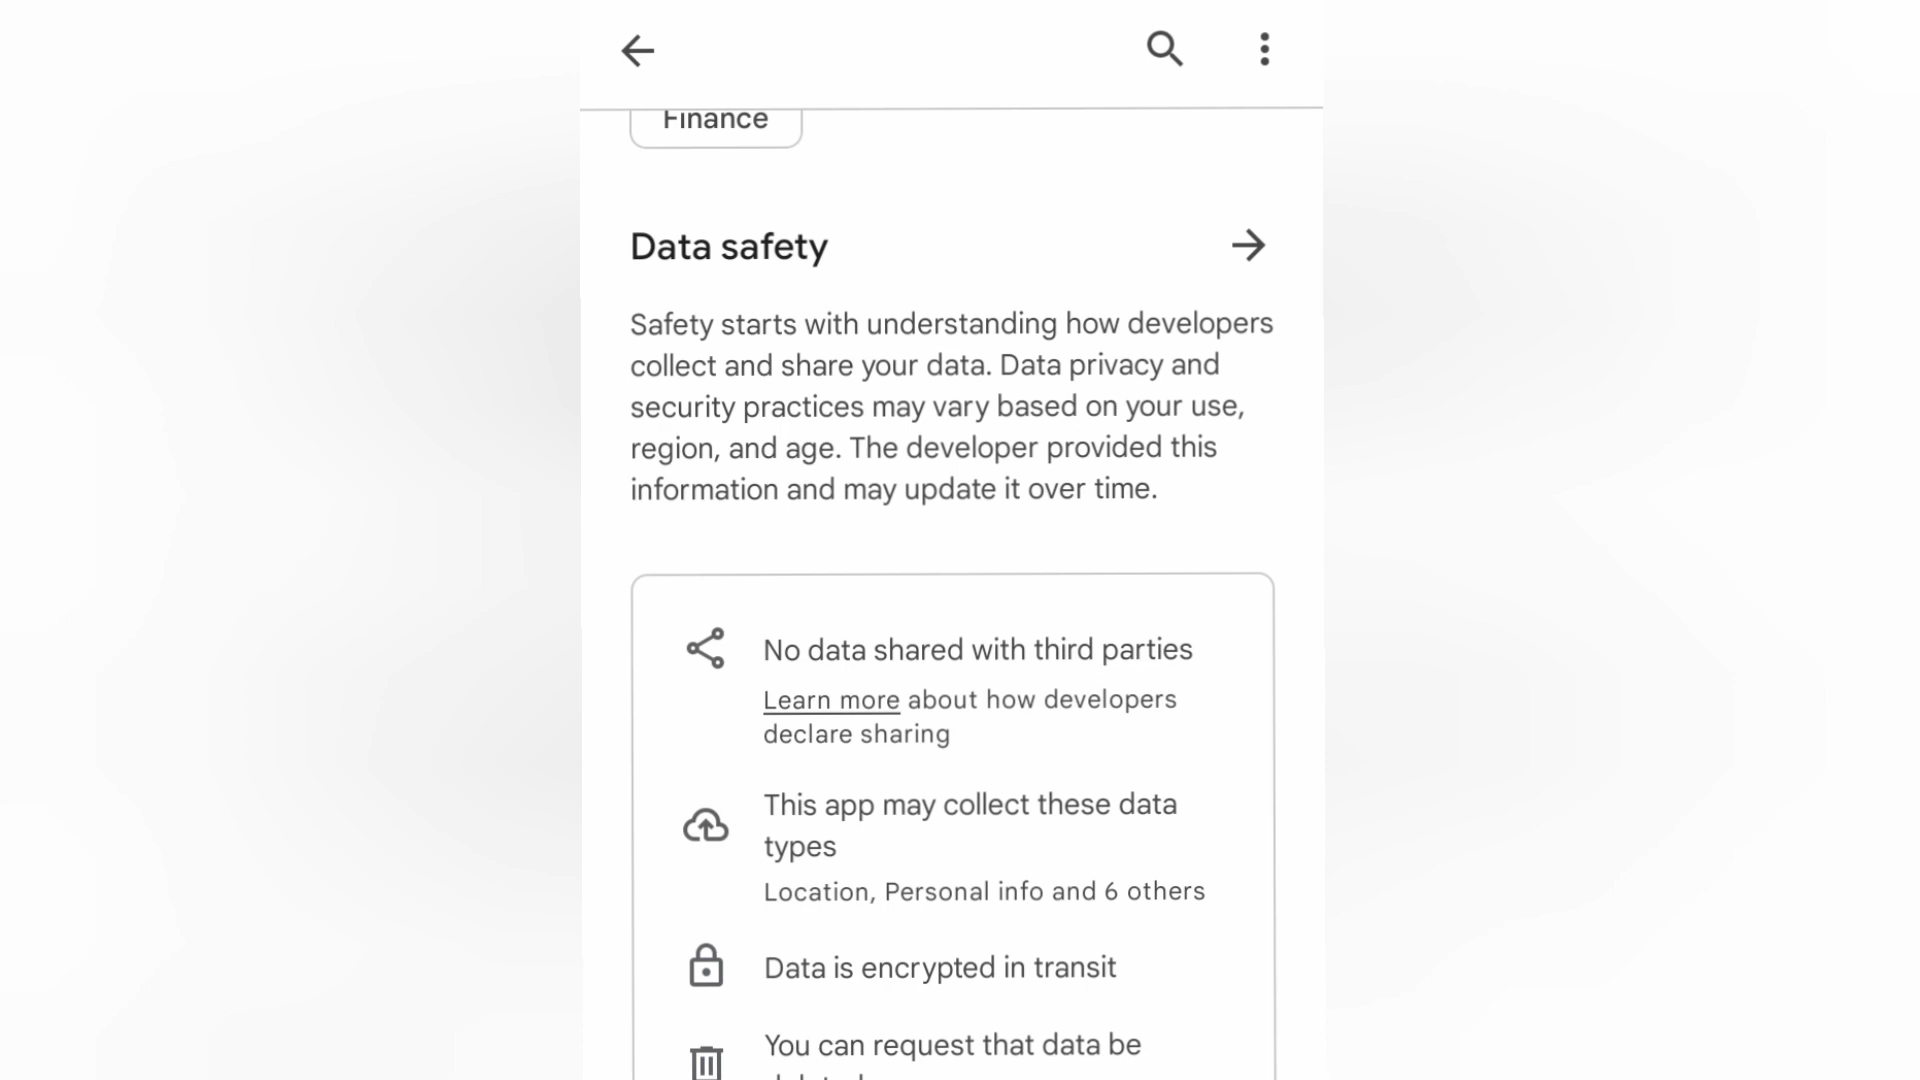 Finance
Data safety
Safety starts with understanding how developers
collect and share your data. Data privacy and
security practices may vary based on your use,
region, and age. The developer provided this
information and may update it over time.
No data shared with third parties
Learn more about how developers
declare sharing
This app may collect these data
types
Location, Personal info and 6 others
Data is encrypted in transit
You can request that data be